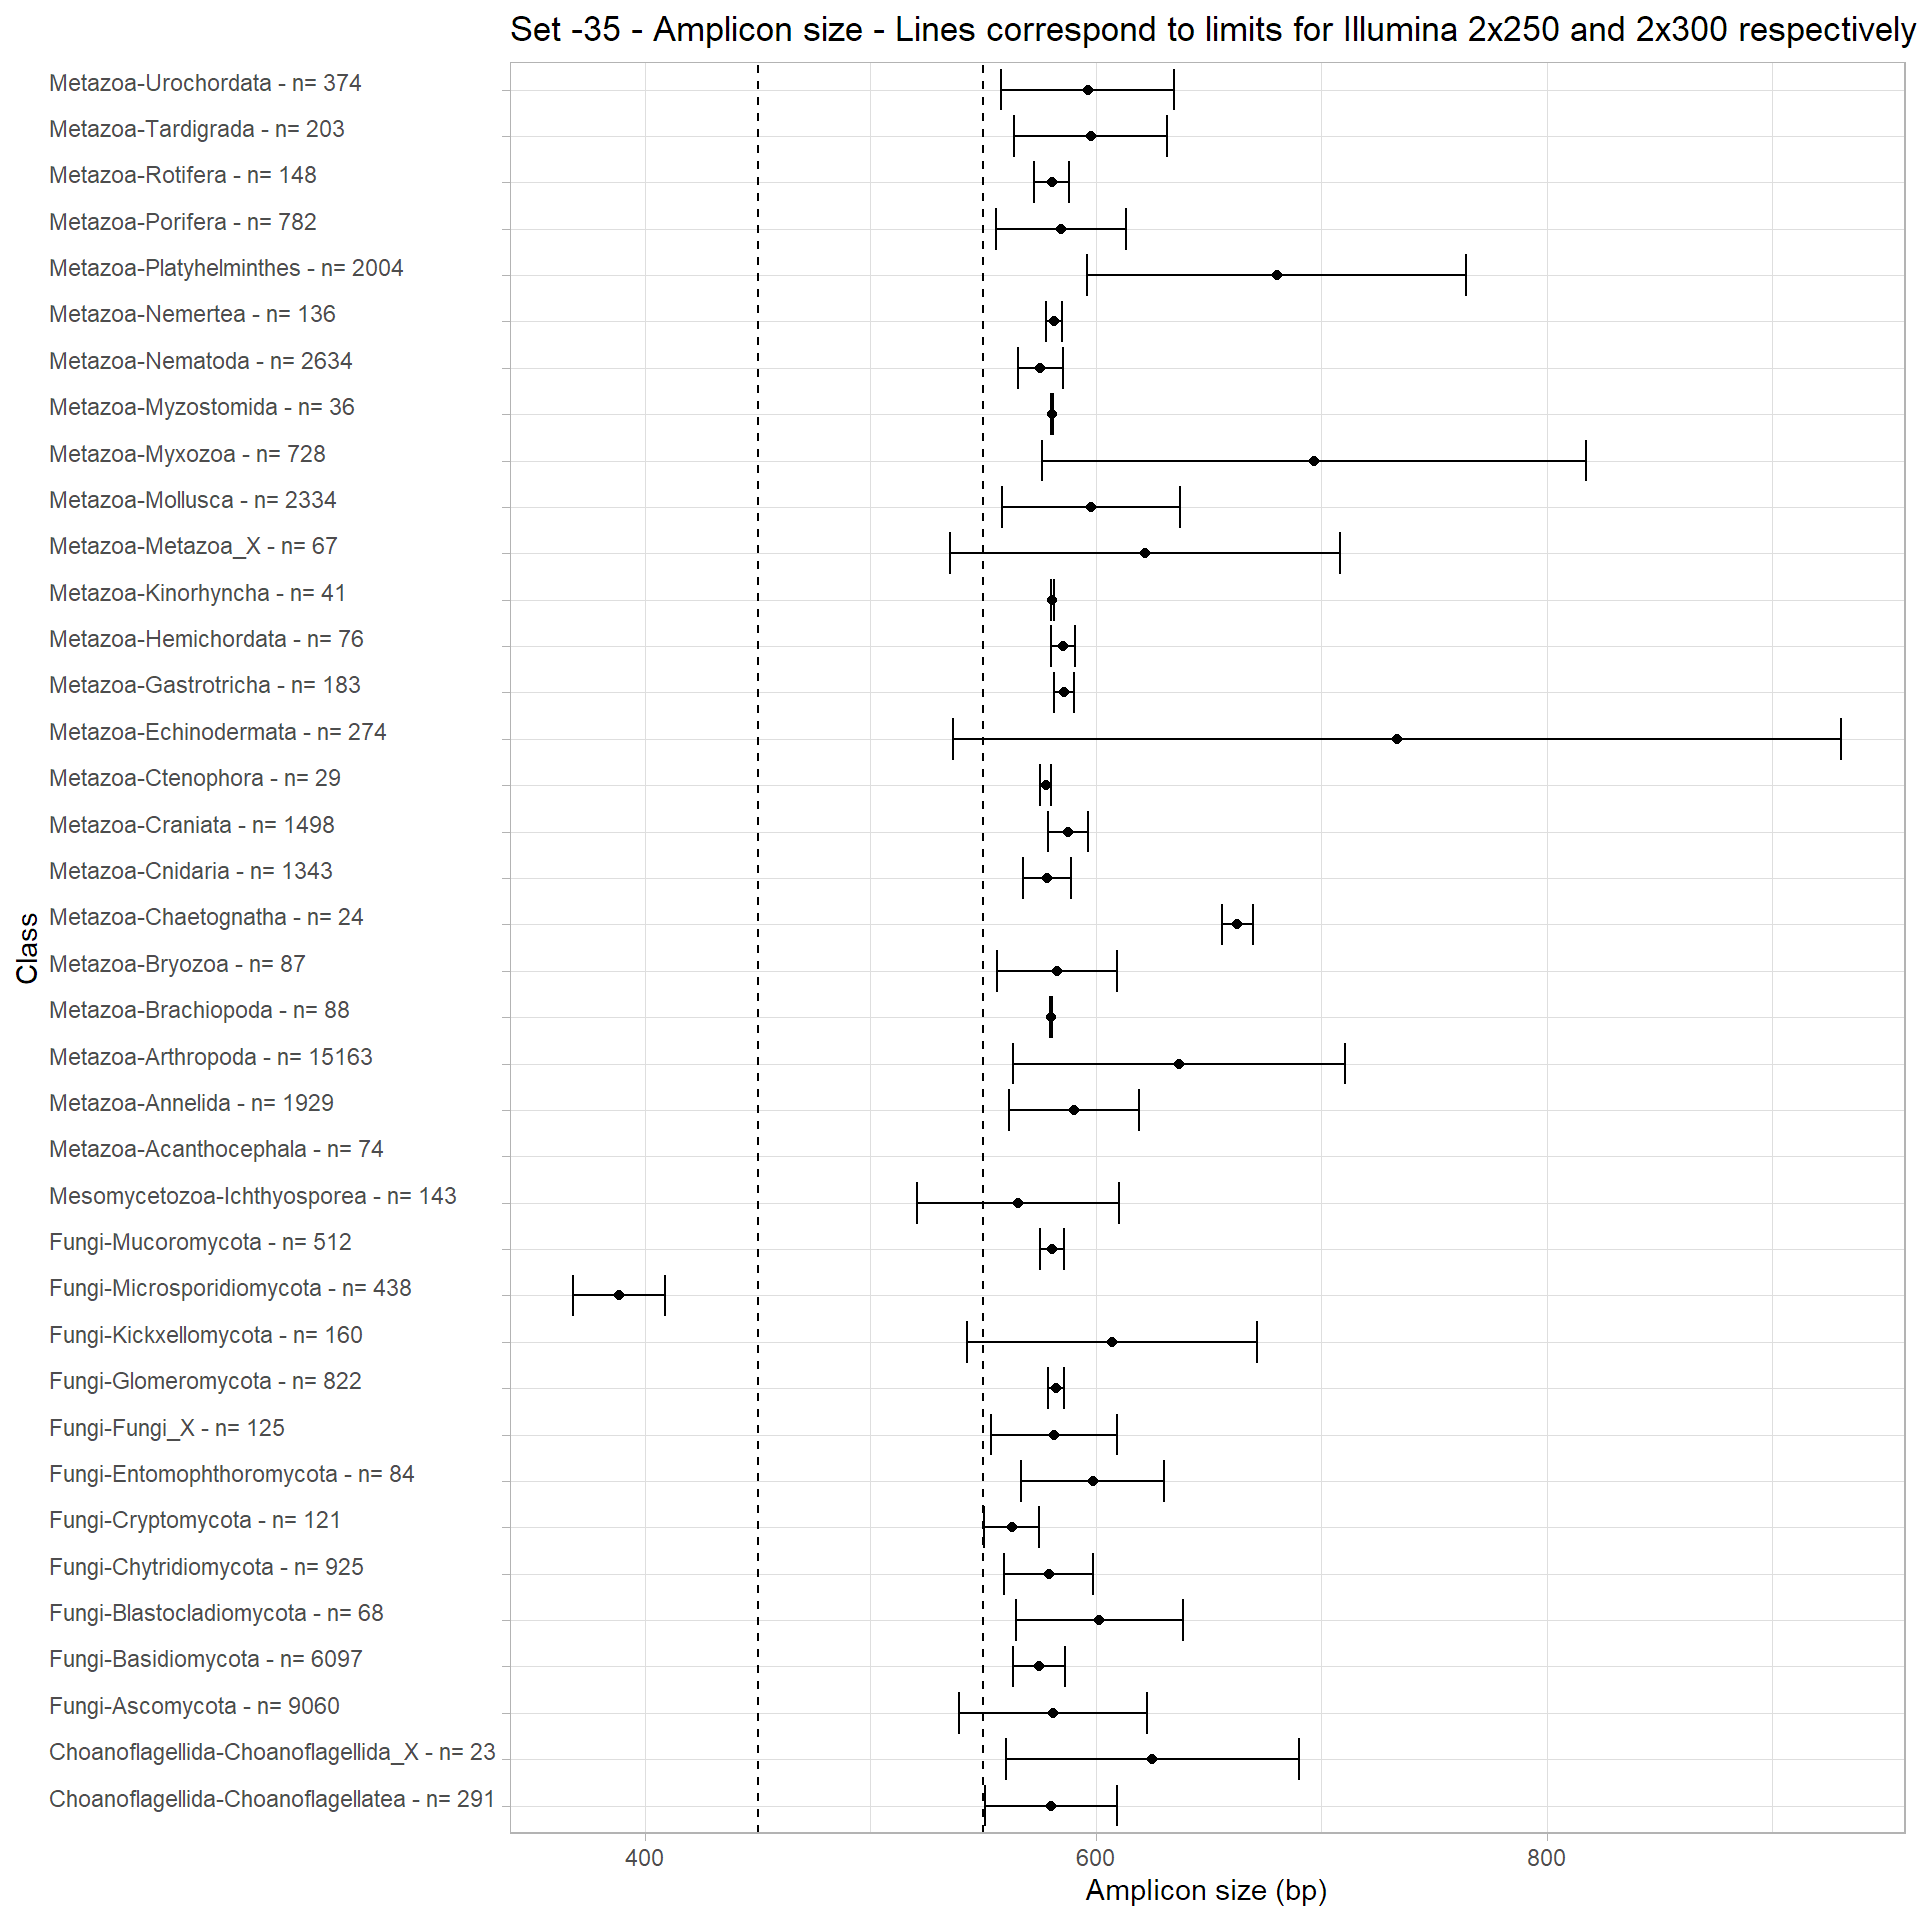 Set -35 - Amplicon size - Lines correspond to limits for Illumina 2x250 and 2x300 respectively
Metazoa-Urochordata - n= 374
Metazoa-Tardigrada - n= 203
Metazoa-Rotifera - n= 148
Metazoa-Porifera - n= 782
Metazoa-Platyhelminthes - n= 2004
Metazoa-Nemertea - n= 136
Metazoa-Nematoda - n= 2634
Metazoa-Myzostomida - n= 36
Metazoa-Myxozoa - n= 728
Metazoa-Mollusca - n= 2334
Metazoa-Metazoa_X - n= 67
Metazoa-Kinorhyncha - n= 41
Metazoa-Hemichordata - n= 76
Metazoa-Gastrotricha - n= 183
Metazoa-Echinodermata - n= 274
Metazoa-Ctenophora - n= 29
Metazoa-Craniata - n= 1498
Metazoa-Cnidaria - n= 1343
Metazoa-Chaetognatha - n= 24
Metazoa-Bryozoa - n= 87
Metazoa-Brachiopoda - n= 88
Metazoa-Arthropoda - n= 15163
Metazoa-Annelida - n= 1929
Metazoa-Acanthocephala - n= 74
Mesomycetozoa-Ichthyosporea - n= 143
Fungi-Mucoromycota - n= 512
Fungi-Microsporidiomycota - n= 438
Fungi-Kickxellomycota - n= 160
Fungi-Glomeromycota - n= 822
Fungi-Fungi_X - n= 125
Fungi-Entomophthoromycota - n= 84
Fungi-Cryptomycota - n= 121
Fungi-Chytridiomycota - n= 925
Fungi-Blastocladiomycota - n= 68
Fungi-Basidiomycota - n= 6097
Fungi-Ascomycota - n= 9060
Choanoflagellida-Choanoflagellida_X - n= 23
Choanoflagellida-Choanoflagellatea - n= 291
Class
400
600
800
Amplicon size (bp)